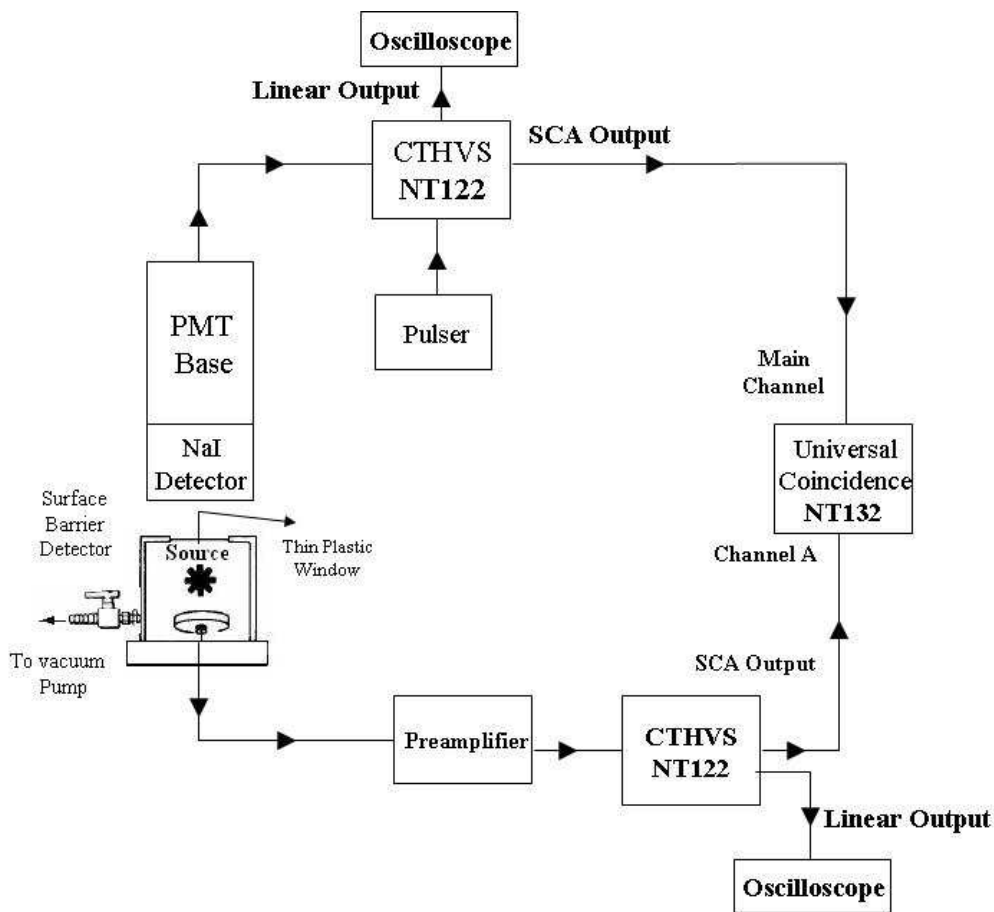 Oscilloscope
Linear Output
CTHVS
NT122
SCA Output
Pulser
PMT
Base
NaI
Detector
Main
Channel
Universal
Coincidence
NT132
Channel A
Surface
Barrier
Detector
Source
Thin Plastic
Window
To vacuum
Pump
SCA Output
Preamplifier
CTHVS
NT122
Linear Output
Oscilloscope